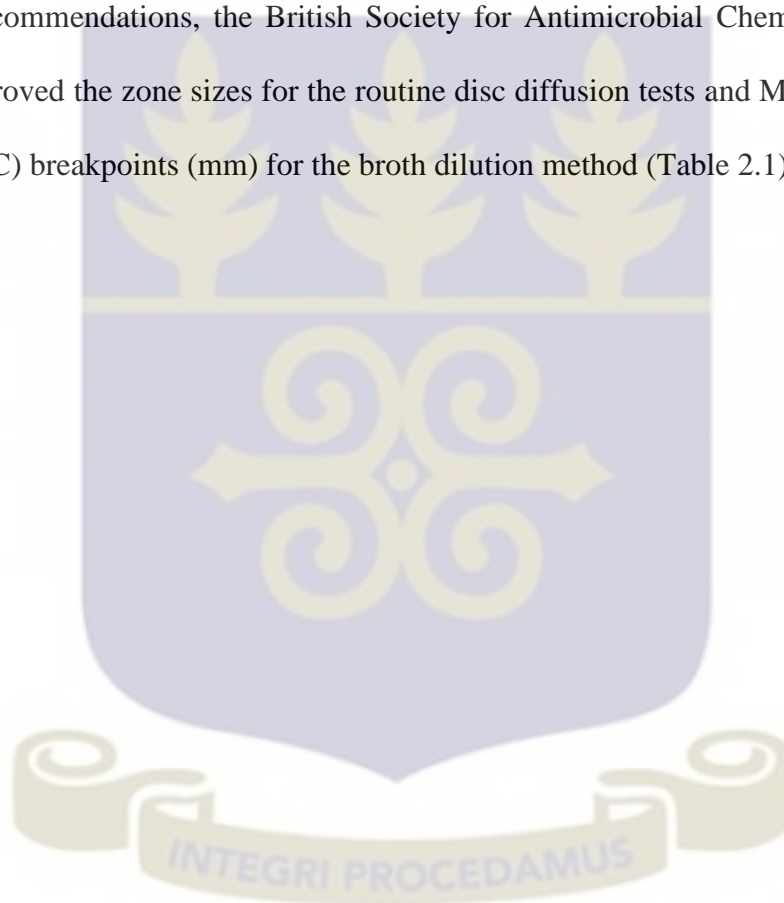 commendations, the British Society for Antimicrobial Chem
roved the zone sizes for the routine disc diffusion tests and M
C) breakpoints (mm) for the broth dilution method (Table 2.1)
INTEGRI PROCEDAMUS